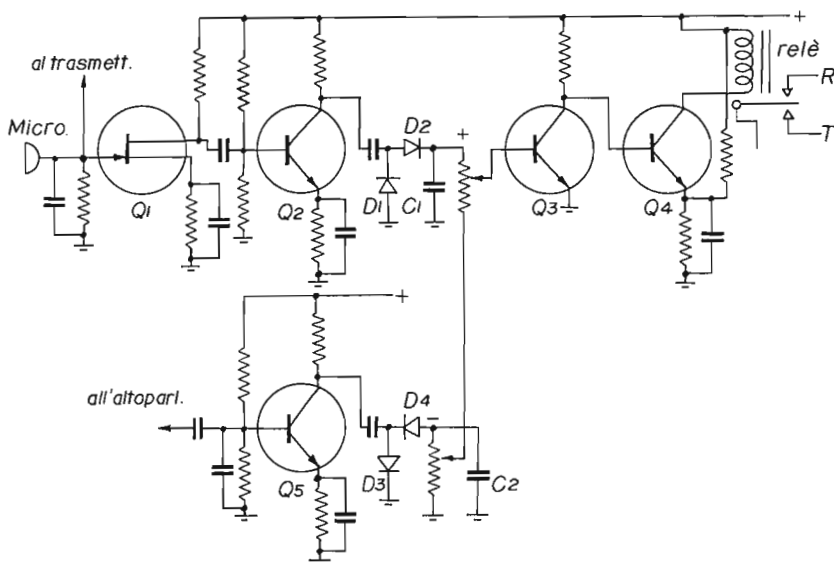 +
relè
al trasmett.
R
Micro.
D2
+
T
Q1
Q2
D1
C1
Q3
Q4
+
all'altoparl.
D4
−
D3
C2
Q5